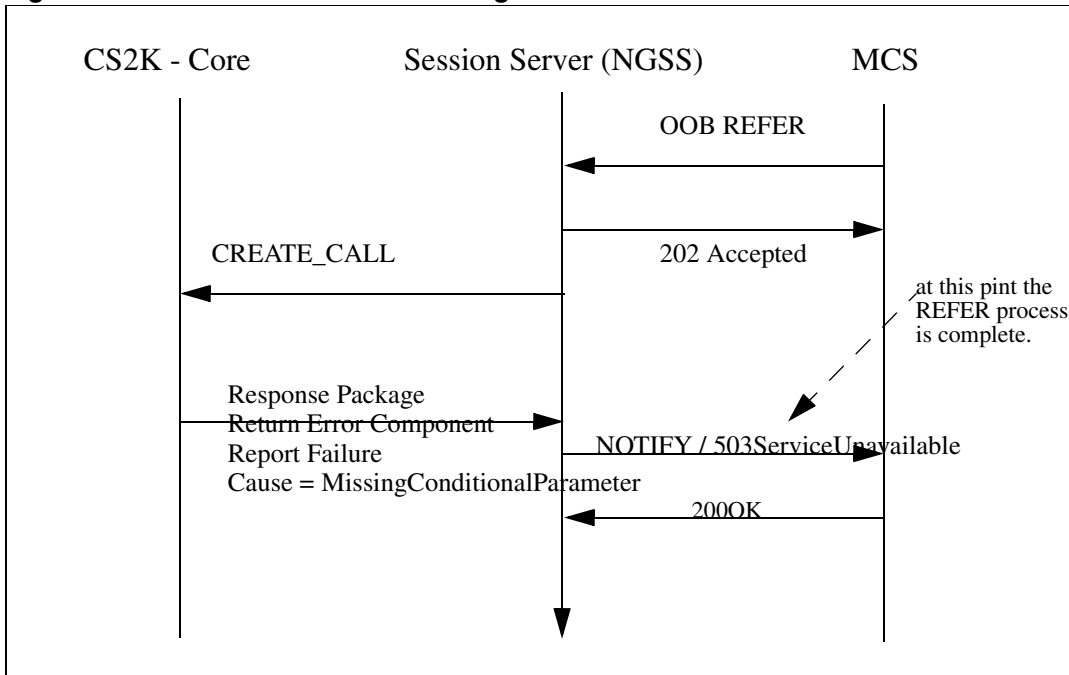 CS2K - Core
Session Server (NGSS)
MCS
OOB REFER
202 Accepted
CREATE_CALL
at this pint the
REFER process
is complete.
Response Package
Return Error Component
Report Failure
Cause = MissingConditionalParameter
NOTIFY / 503ServiceUnavailable
200OK